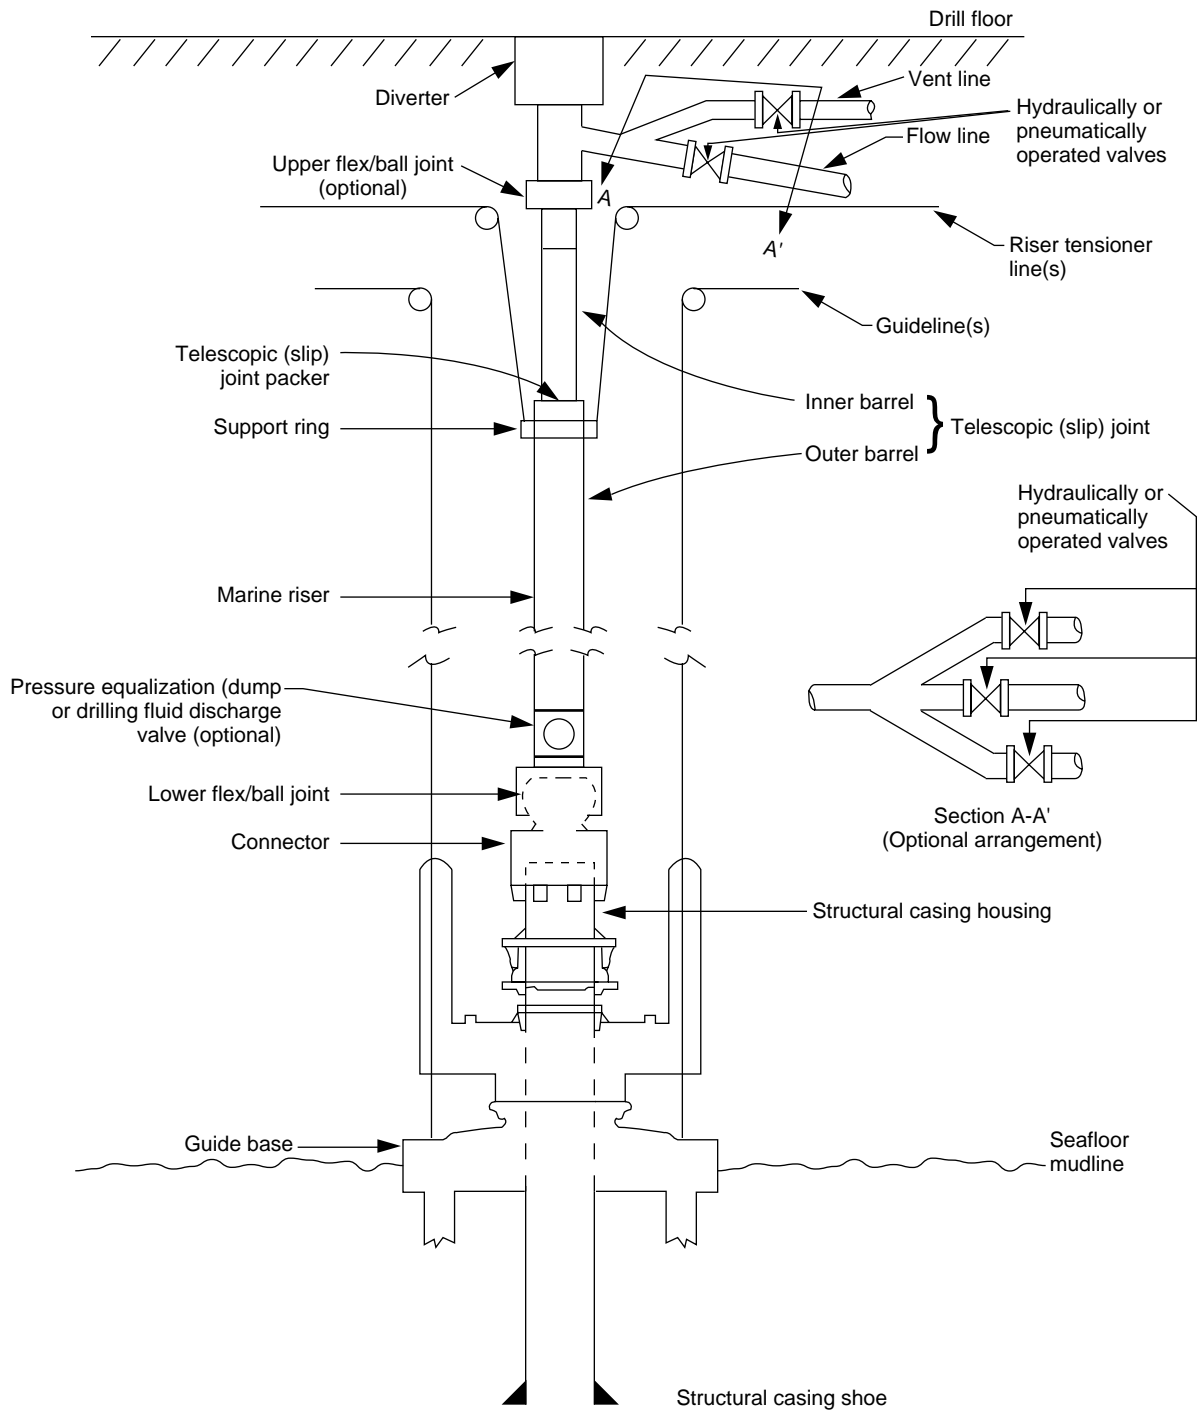 Drill floor
Diverter
Vent line
Hydraulically or
pneumatically
operated valves
Flow line
Upper flex/ball joint
(optional)
A
A'
Riser tensioner
line(s)
Guideline(s)
Telescopic (slip)
joint packer
Inner barrel
Support ring
Telescopic (slip) joint
Outer barrel
Hydraulically or
pneumatically
operated valves
Marine riser
Pressure equalization (dump
or drilling fluid discharge
valve (optional)
Lower flex/ball joint
Section A-A'
(Optional arrangement)
Connector
Structural casing housing
Guide base
Seafloor
mudline
Structural casing shoe